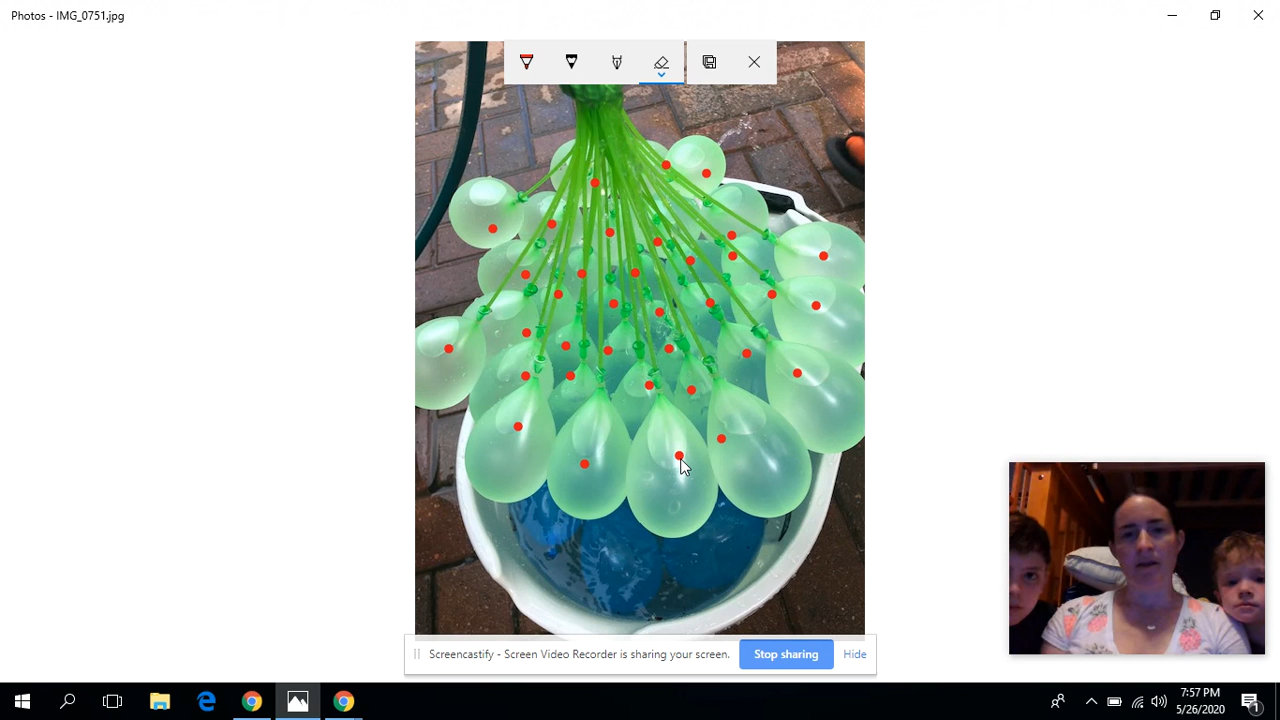 Photos - IMG_0751.jpg
Screencastify - Screen Video Recorder is sharing your screen.
Stop sharing
Hide
7:57 PM
5/26/2020
1